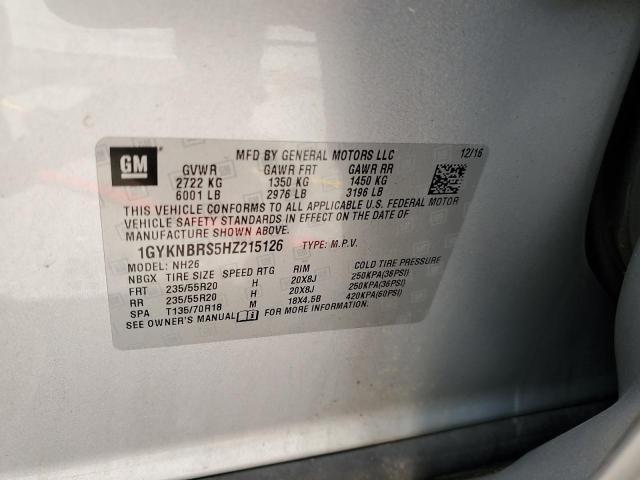 GM
MFD BY GENERAL MOTORS LLC 12/16
GVWR GAWR FRT GAWR RR
2722 KG 1350 KG 1450 KG
6001 LB 2976 LB 3196 LB
THIS VEHICLE CONFORMS TO ALL APPLICABLE U.S. FEDERAL MOTOR
VEHICLE SAFETY STANDARDS IN EFFECT ON THE DATE OF
MANUFACTURE SHOWN ABOVE.
1GYKNBRS5HZ215126 TYPE: M.P.V.
MODEL: NH26
NBGX TIRE SIZE SPEED RTG RIM COLD TIRE PRESSURE
FRT 235/55R20 H 20X8J 250KPA(36PSI)
RR 235/55R20 H 20X8J 250KPA(36PSI)
SPA T135/70R18 M 18X4.5B 420KPA(60PSI)
SEE OWNER'S MANUAL